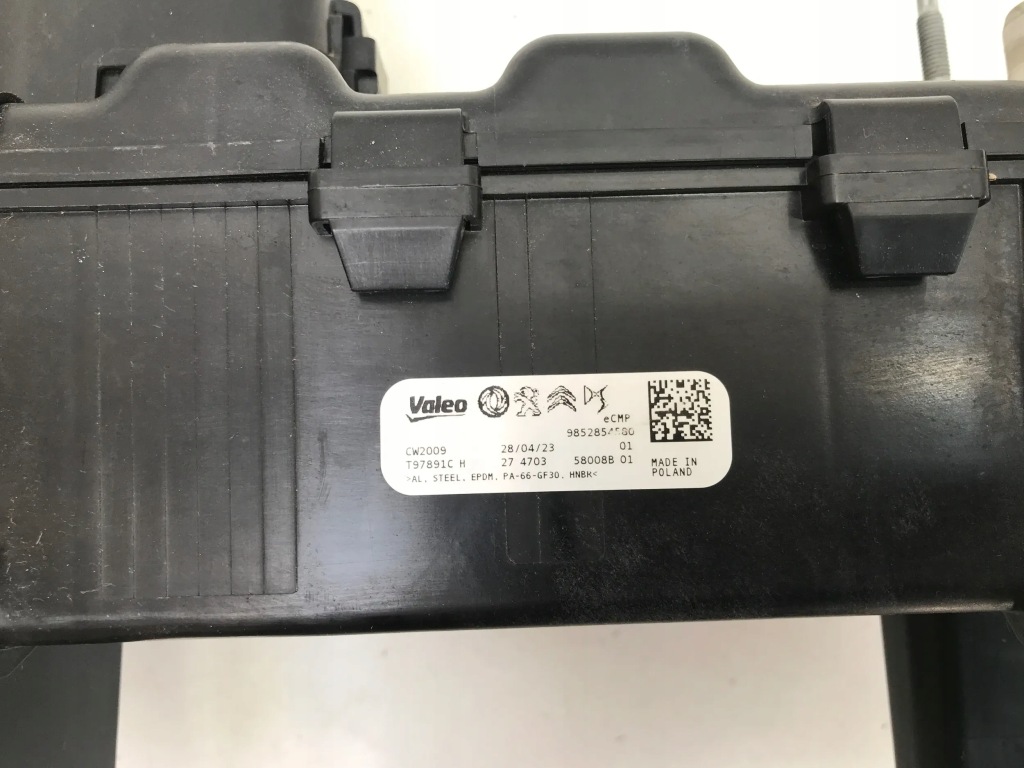 Valeo
eCMP
CW2009 28/04/23 01
T97891C H 27 4703 58008B 01
>AL, STEEL, EPDM, PA-66-GF30, HNBR<
MADE IN
POLAND